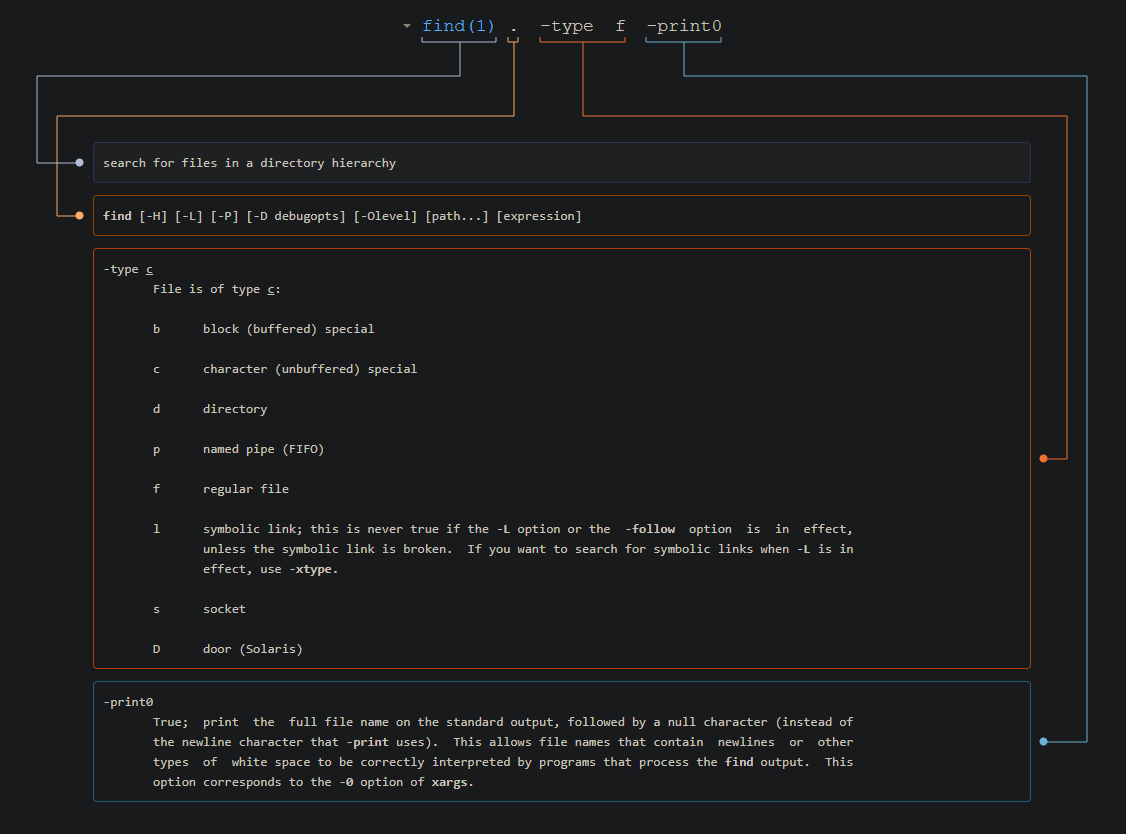 find(1) . -type f -print0
search for files in a directory hierarchy
find [-H] [-L] [-P] [-D debugopts] [-Olevel] [path...] [expression]
-type c
File is of type c:
b block (buffered) special
c character (unbuffered) special
d directory
p named pipe (FIFO)
f regular file
l symbolic link; this is never true if the -L option or the -follow option is in effect,
unless the symbolic link is broken. If you want to search for symbolic links when -L is in
effect, use -xtype.
s socket
D door (Solaris)
-print0
True; print the full file name on the standard output, followed by a null character (instead of
the newline character that -print uses). This allows file names that contain newlines or other
types of white space to be correctly interpreted by programs that process the find output. This
option corresponds to the -0 option of xargs.